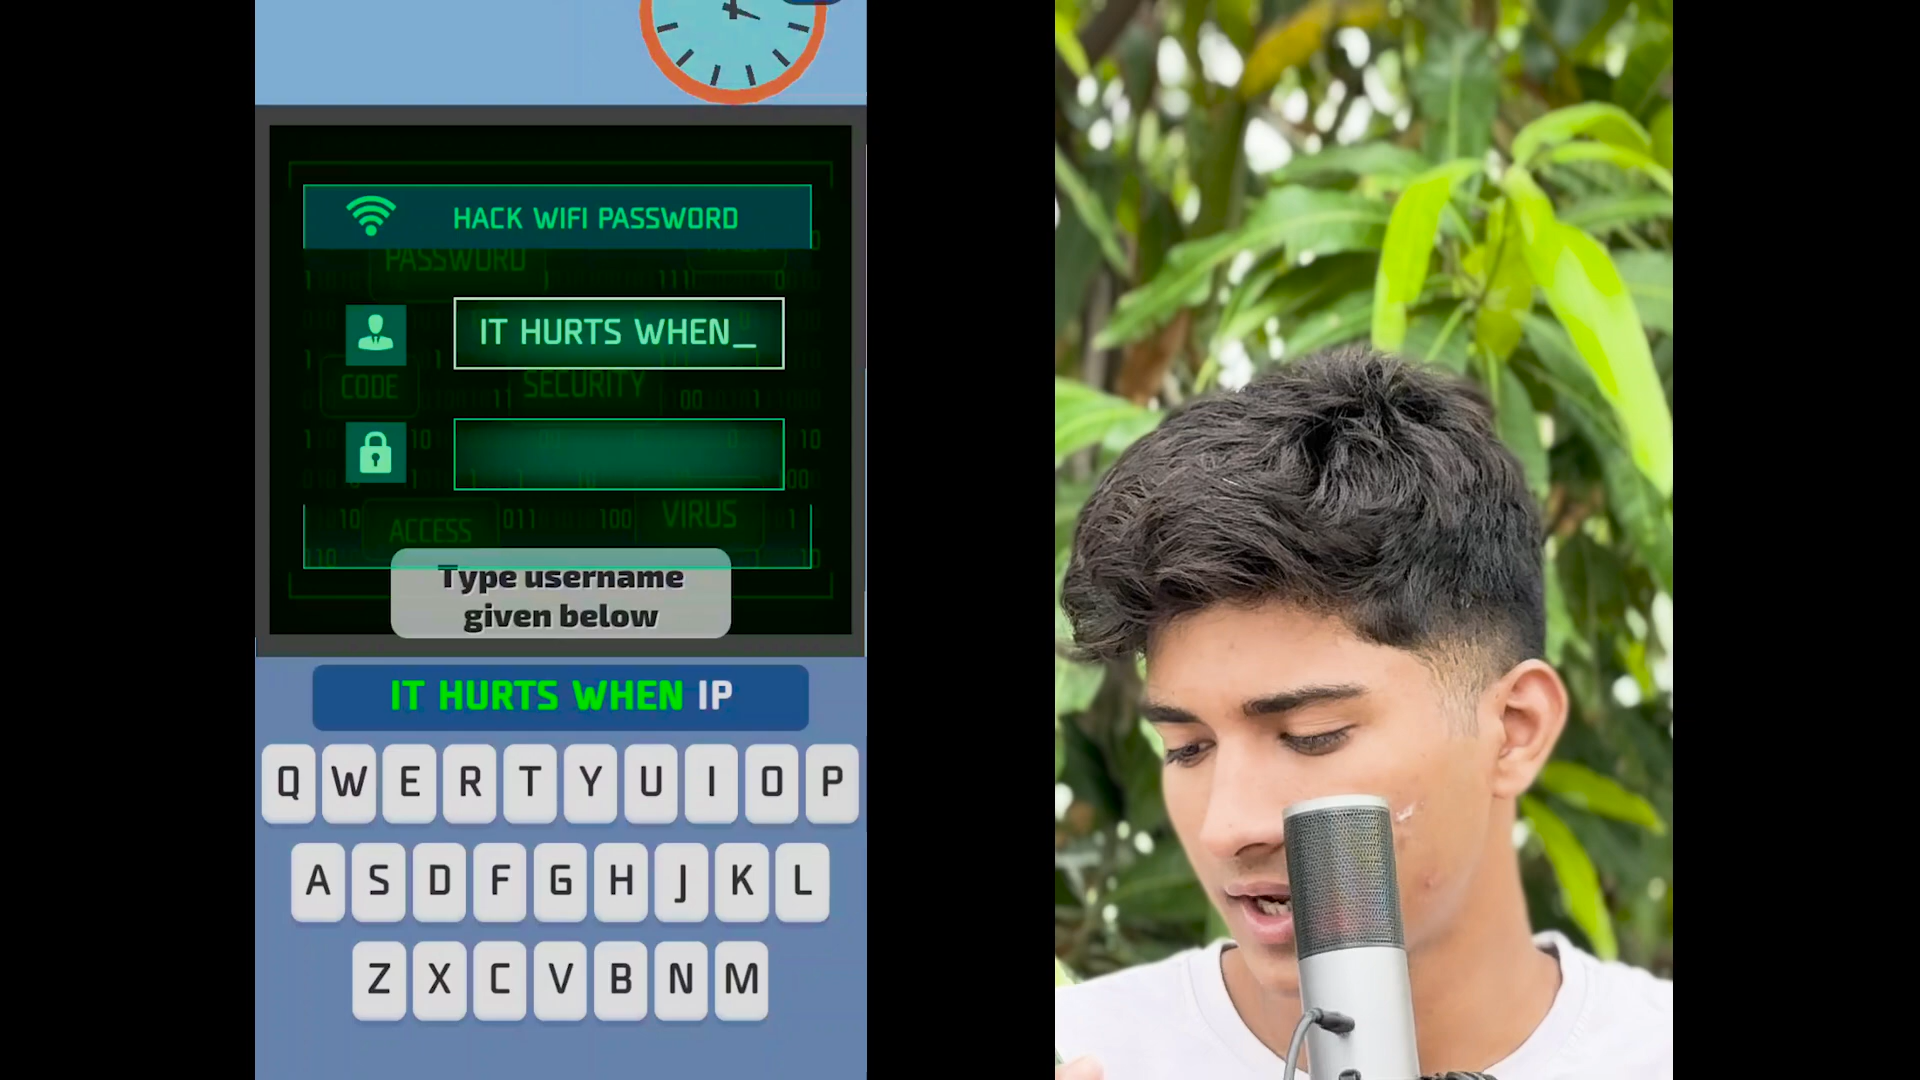 HACK WIFI PASSWORD
PASSWORD
IT HURTS WHEN_
CODE
SECURITY
ACCESS
VIRUS
Type username
given below
IT HURTS WHEN IP
Q W E R T Y U I O P
A S D F G H J K L
Z X C V B N M